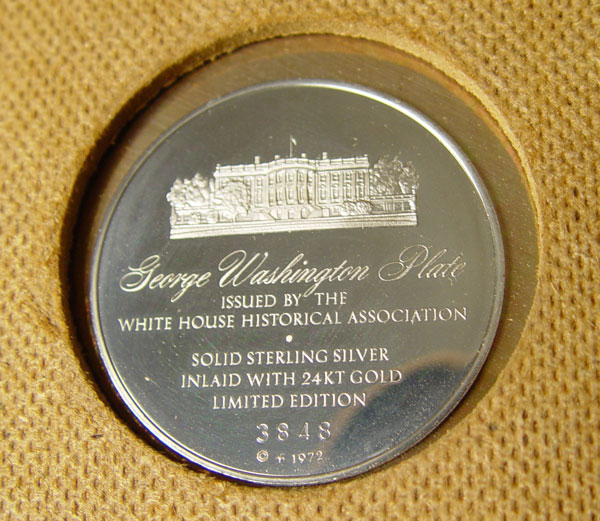 George Washington Plate
ISSUED BY THE
WHITE HOUSE HISTORICAL ASSOCIATION
•
SOLID STERLING SILVER
INLAID WITH 24KT GOLD
LIMITED EDITION
3848
© 1972